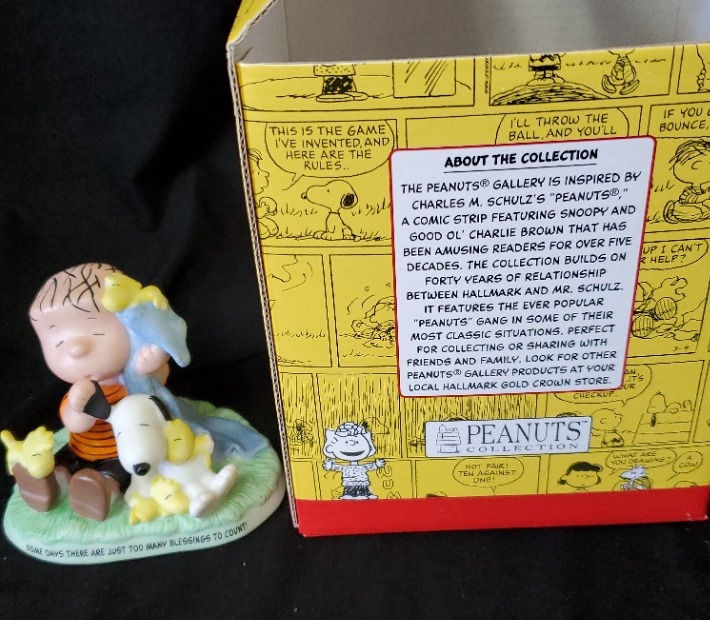 THIS IS THE GAME
I'VE INVENTED, AND
HERE ARE THE
RULES..
I'LL THROW THE
BALL, AND YOU'LL
IF YOU
BOUNCE,
ABOUT THE COLLECTION
THE PEANUTS® GALLERY IS INSPIRED BY
CHARLES M. SCHULZ'S "PEANUTS®,"
A COMIC STRIP FEATURING SNOOPY AND
GOOD OL' CHARLIE BROWN THAT HAS
BEEN AMUSING READERS FOR OVER FIVE
DECADES. THE COLLECTION BUILDS ON
FORTY YEARS OF RELATIONSHIP
BETWEEN HALLMARK AND MR. SCHULZ.
IT FEATURES THE EVER POPULAR
"PEANUTS" GANG IN SOME OF THEIR
MOST CLASSIC SITUATIONS. PERFECT
FOR COLLECTING OR SHARING WITH
FRIENDS AND FAMILY. LOOK FOR OTHER
PEANUTS® GALLERY PRODUCTS AT YOUR
LOCAL HALLMARK GOLD CROWN STORE.
UP I CAN'T
HELP?
3-9
CHECKUP
PEANUTS™
COLLECTION
NOT FAIR!
TEN AGAINST
ONE!
WHAT ARE
YOU DRAWING?
A
COW!
SOME DAYS THERE ARE JUST TOO MANY BLESSINGS TO COUNT!